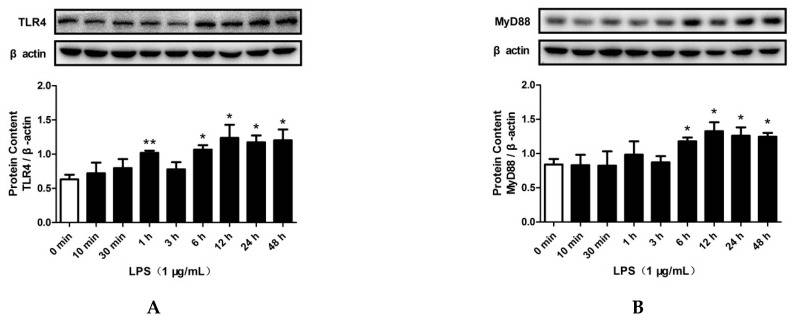 TLR4
β actin
2.0
1.5
1.0
0.5
0.0
Protein Content
TLR4 / β -actin
** * * * *
0 min 10 min 30 min 1 h 3 h 6 h 12 h 24 h 48 h
LPS（1 μg/mL）
A
MyD88
β actin
2.0
1.5
1.0
0.5
0.0
Protein Content
MyD88 / β -actin
* * * *
0 min 10 min 30 min 1 h 3 h 6 h 12 h 24 h 48 h
LPS（1 μg/mL）
B